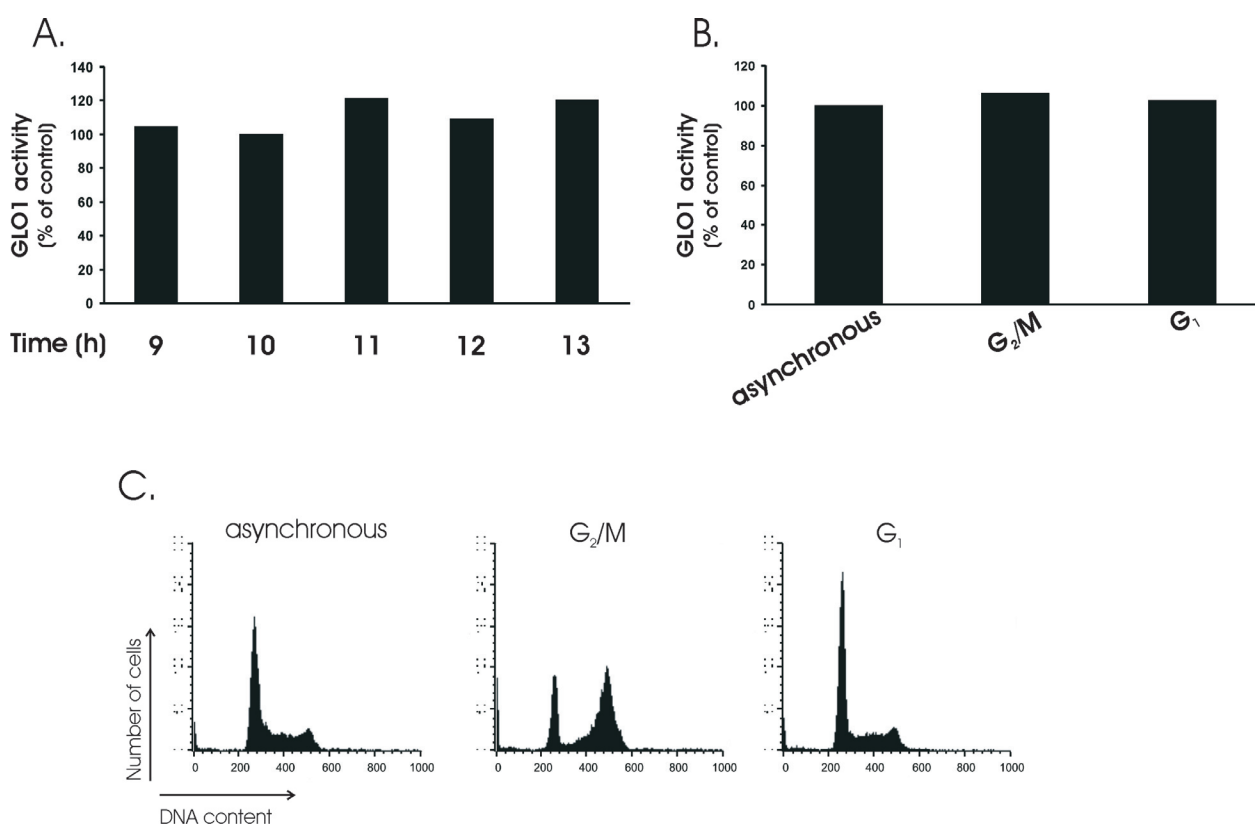 A.
GLO1 activity
(% of control)
140
120
100
80
60
40
20
0
Time (h) 9 10 11 12 13
B.
GLO1 activity
(% of control)
120
100
80
60
40
20
0
asynchronous G₂/M G₁
C.
asynchronous G₂/M G₁
Number of cells
0 200 400 600 800 1000
0 200 400 600 800 1000
0 200 400 600 800 1000
DNA content